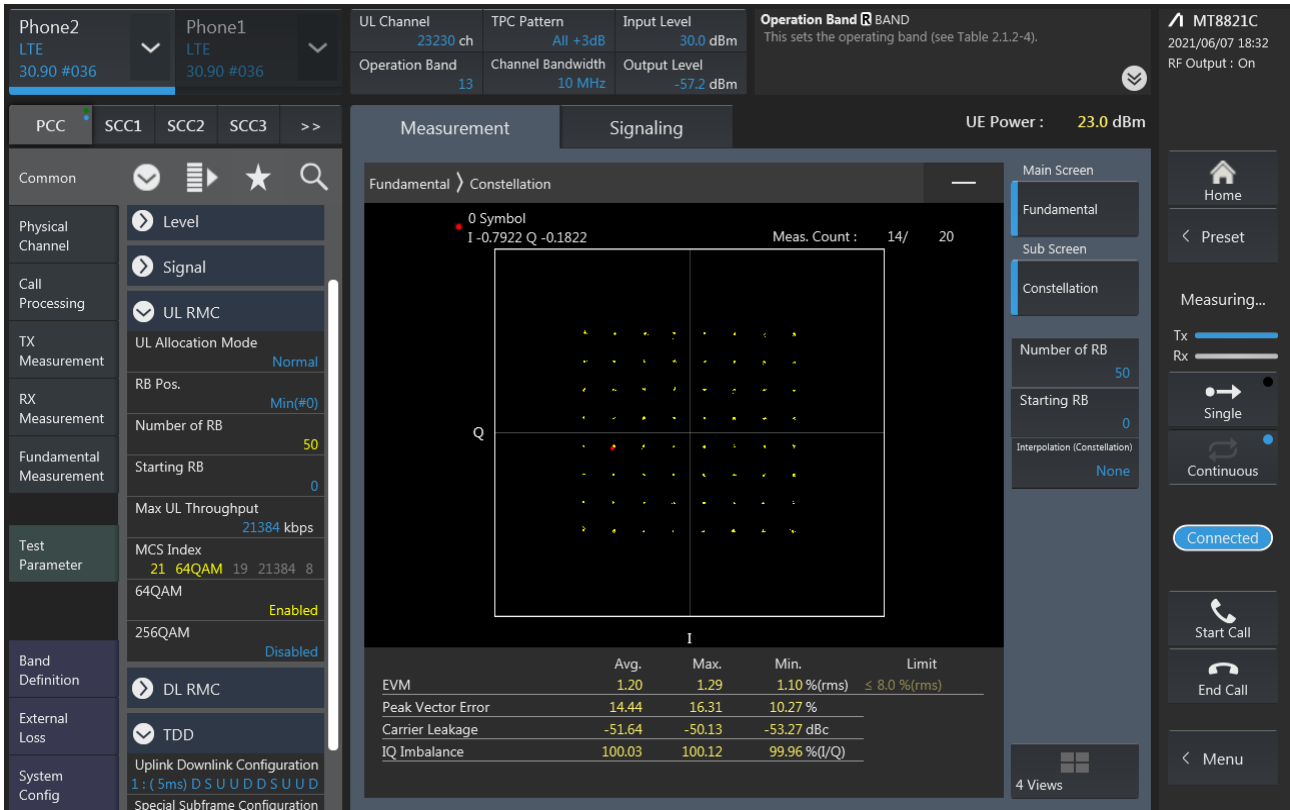 Phone2
LTE
30.90 #036
Phone1
LTE
30.90 #036
UL Channel
23230 ch
TPC Pattern
All +3dB
Input Level
30.0 dBm
Operation Band
13
Channel Bandwidth
10 MHz
Output Level
-57.2 dBm
Operation Band R BAND
This sets the operating band (see Table 2.1.2-4).
MT8821C
2021/06/07 18:32
RF Output : On
PCC
SCC1
SCC2
SCC3
>>
Measurement
Signaling
UE Power : 23.0 dBm
Common
Physical
Channel
Call
Processing
TX
Measurement
RX
Measurement
Fundamental
Measurement
Test
Parameter
Band
Definition
External
Loss
System
Config
Level
Signal
UL RMC
UL Allocation Mode
Normal
RB Pos.
Min(#0)
Number of RB
50
Starting RB
0
Max UL Throughput
21384 kbps
MCS Index
21 64QAM 19 21384 8
64QAM
Enabled
256QAM
Disabled
DL RMC
TDD
Uplink Downlink Configuration
1 : ( 5ms) D S U U D D S U U D
Special Subframe Configuration
Fundamental 〉 Constellation
0 Symbol
I -0.7922 Q -0.1822
Meas. Count : 14/ 20
Q
I
Avg. Max. Min. Limit
EVM 1.20 1.29 1.10 %(rms) ≤ 8.0 %(rms)
Peak Vector Error 14.44 16.31 10.27 %
Carrier Leakage -51.64 -50.13 -53.27 dBc
IQ Imbalance 100.03 100.12 99.96 %(I/Q)
Main Screen
Fundamental
Sub Screen
Constellation
Number of RB
50
Starting RB
0
Interpolation (Constellation)
None
4 Views
Home
< Preset
Measuring...
Tx
Rx
Single
Continuous
Connected
Start Call
End Call
< Menu